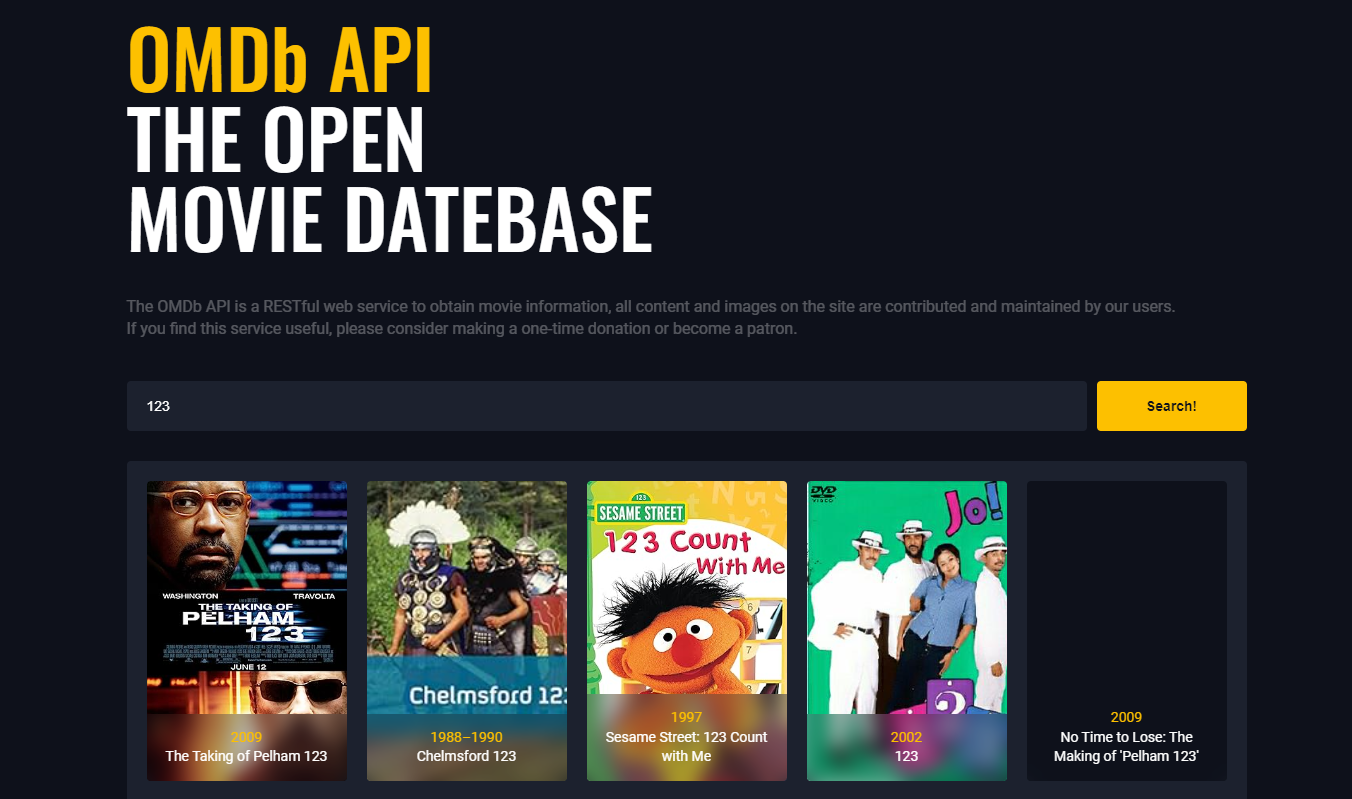 OMDb API
THE OPEN
MOVIE DATEBASE
The OMDb API is a RESTful web service to obtain movie information, all content and images on the site are contributed and maintained by our users.
If you find this service useful, please consider making a one-time donation or become a patron.
123
Search!
WASHINGTON TRAVOLTA
THE TAKING OF
PELHAM
123
JUNE 12
2009
The Taking of Pelham 123
Chelmsford 123
1988–1990
Chelmsford 123
123
SESAME STREET
123 Count
With Me
6
7
3
1997
Sesame Street: 123 Count
with Me
DVD
VIDEO
Jo!
2002
123
2009
No Time to Lose: The
Making of 'Pelham 123'